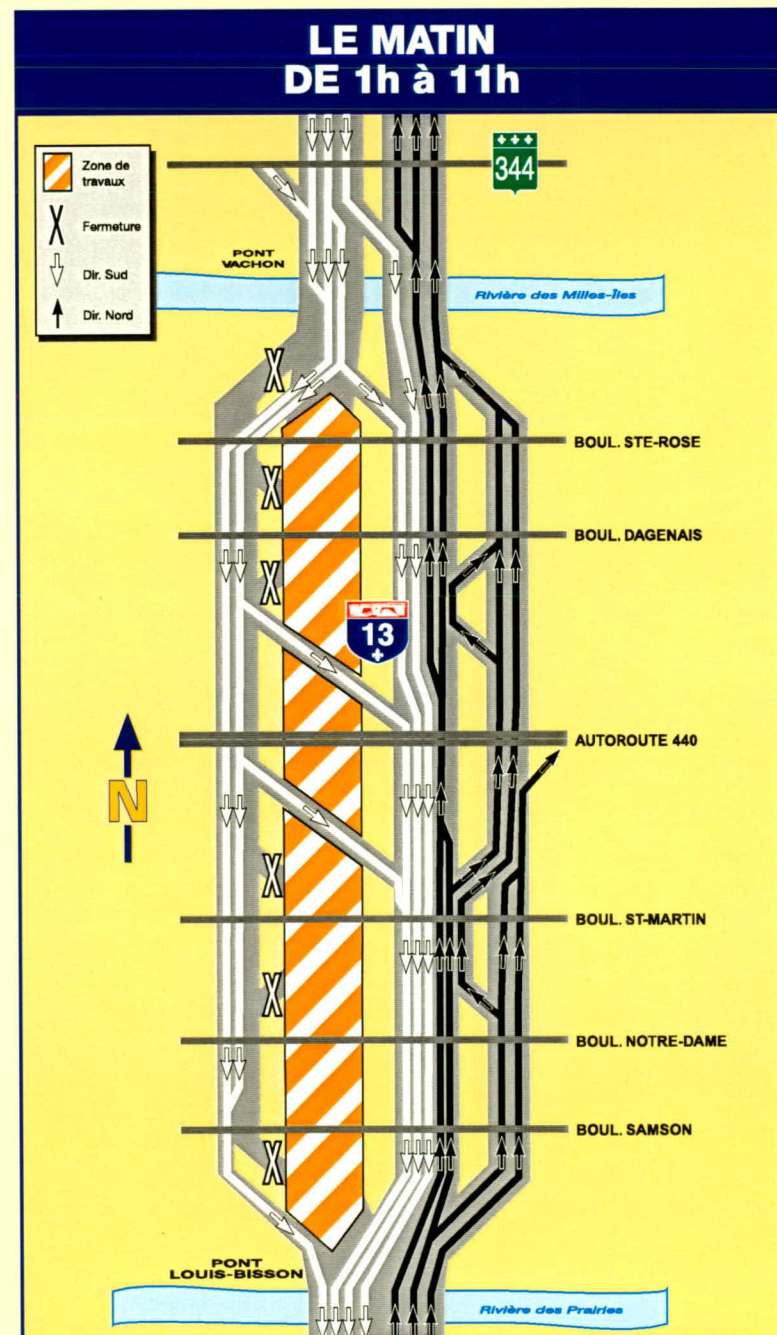 LE MATIN
DE 1h à 11h
344
Zone de
travaux
Fermeture
Dir. Sud
Dir. Nord
PONT
VACHON
Rivière des Milles-Îles
BOUL. STE-ROSE
BOUL. DAGENAIS
13
AUTOROUTE 440
N
BOUL. ST-MARTIN
BOUL. NOTRE-DAME
BOUL. SAMSON
PONT
LOUIS-BISSON
Rivière des Prairies